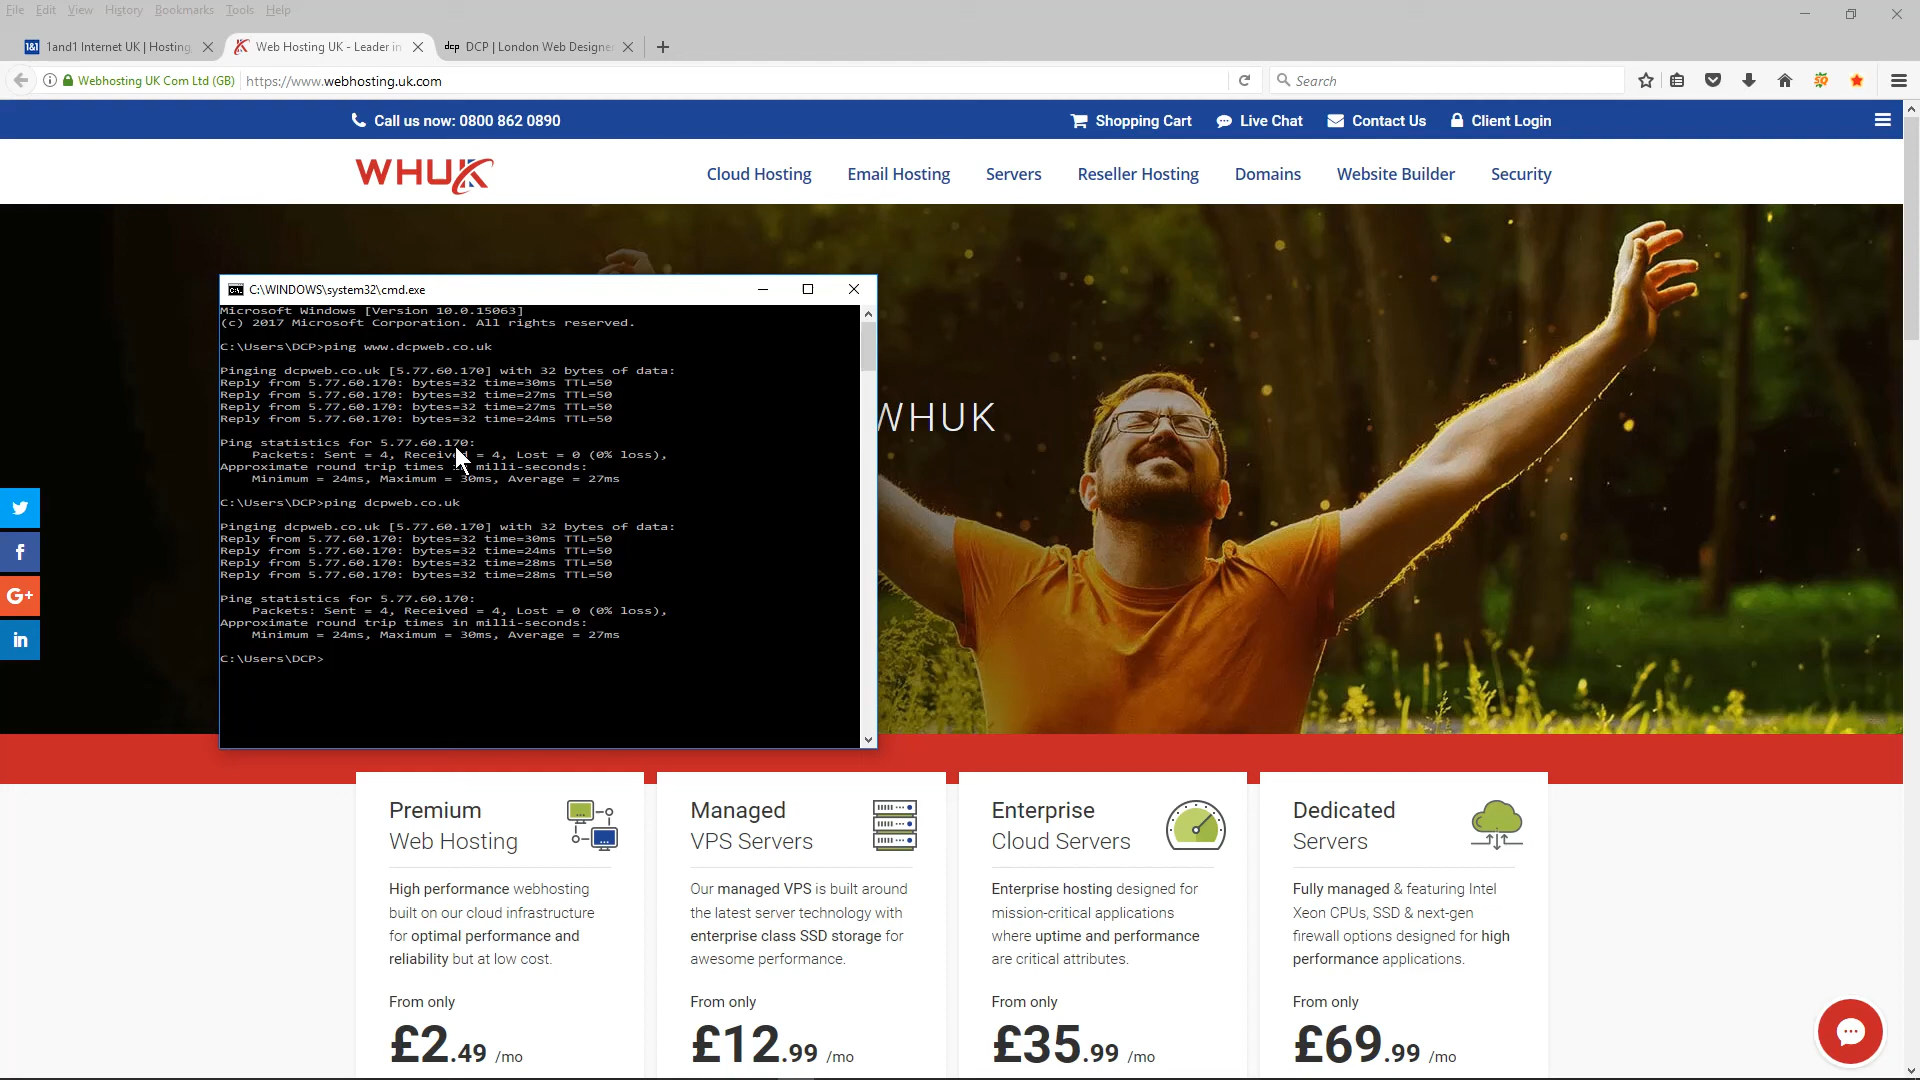 File Edit View History Bookmarks Tools Help
1&1 1and1 Internet UK | Hosting,
Web Hosting UK - Leader in
dcp DCP | London Web Designe
Webhosting UK Com Ltd (GB) https://www.webhosting.uk.com
Search
Call us now: 0800 862 0890
Shopping Cart Live Chat Contact Us Client Login
WHUK
Cloud Hosting Email Hosting Servers Reseller Hosting Domains Website Builder Security
C:\WINDOWS\system32\cmd.exe
Microsoft Windows [Version 10.0.15063]
(c) 2017 Microsoft Corporation. All rights reserved.
C:\Users\DCP>ping www.dcpweb.co.uk
Pinging dcpweb.co.uk [5.77.60.170] with 32 bytes of data:
Reply from 5.77.60.170: bytes=32 time=30ms TTL=50
Reply from 5.77.60.170: bytes=32 time=27ms TTL=50
Reply from 5.77.60.170: bytes=32 time=27ms TTL=50
Reply from 5.77.60.170: bytes=32 time=24ms TTL=50
Ping statistics for 5.77.60.170:
Packets: Sent = 4, Received = 4, Lost = 0 (0% loss),
Approximate round trip times in milli-seconds:
Minimum = 24ms, Maximum = 30ms, Average = 27ms
C:\Users\DCP>ping dcpweb.co.uk
Pinging dcpweb.co.uk [5.77.60.170] with 32 bytes of data:
Reply from 5.77.60.170: bytes=32 time=30ms TTL=50
Reply from 5.77.60.170: bytes=32 time=24ms TTL=50
Reply from 5.77.60.170: bytes=32 time=28ms TTL=50
Reply from 5.77.60.170: bytes=32 time=28ms TTL=50
Ping statistics for 5.77.60.170:
Packets: Sent = 4, Received = 4, Lost = 0 (0% loss),
Approximate round trip times in milli-seconds:
Minimum = 24ms, Maximum = 30ms, Average = 27ms
C:\Users\DCP>
WHUK
f
G+
in
Premium
Web Hosting
High performance webhosting
built on our cloud infrastructure
for optimal performance and
reliability but at low cost.
From only
£2.49 /mo
Managed
VPS Servers
Our managed VPS is built around
the latest server technology with
enterprise class SSD storage for
awesome performance.
From only
£12.99 /mo
Enterprise
Cloud Servers
Enterprise hosting designed for
mission-critical applications
where uptime and performance
are critical attributes.
From only
£35.99 /mo
Dedicated
Servers
Fully managed & featuring Intel
Xeon CPUs, SSD & next-gen
firewall options designed for high
performance applications.
From only
£69.99 /mo